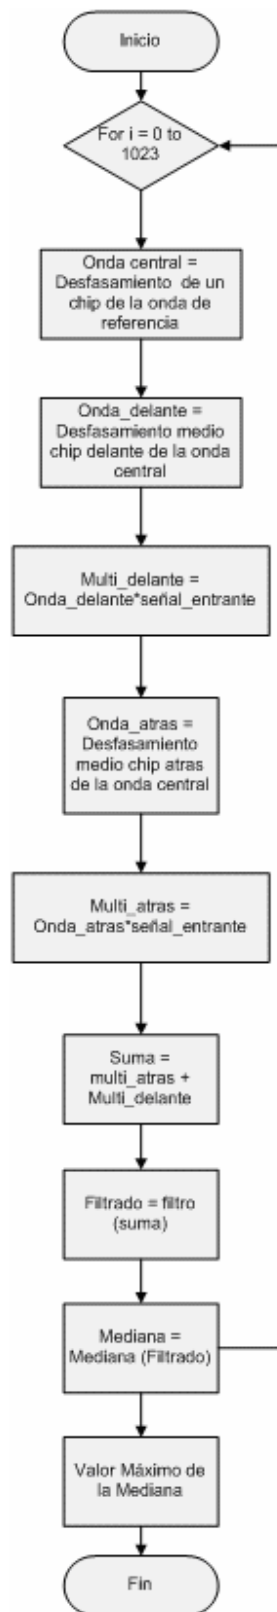 Inicio
For i = 0 to
1023
Onda central =
Desfasamiento de un
chip de la onda de
referencia
Onda_delante =
Desfasamiento medio
chip delante de la onda
central
Multi_delante =
Onda_delante*señal_entrante
Onda_atras =
Desfasamiento
medio chip atras
de la onda central
Multi_atras =
Onda_atras*señal_entrante
Suma =
multi_atras +
Multi_delante
Filtrado = filtro
(suma)
Mediana =
Mediana (Filtrado)
Valor Máximo de
la Mediana
Fin